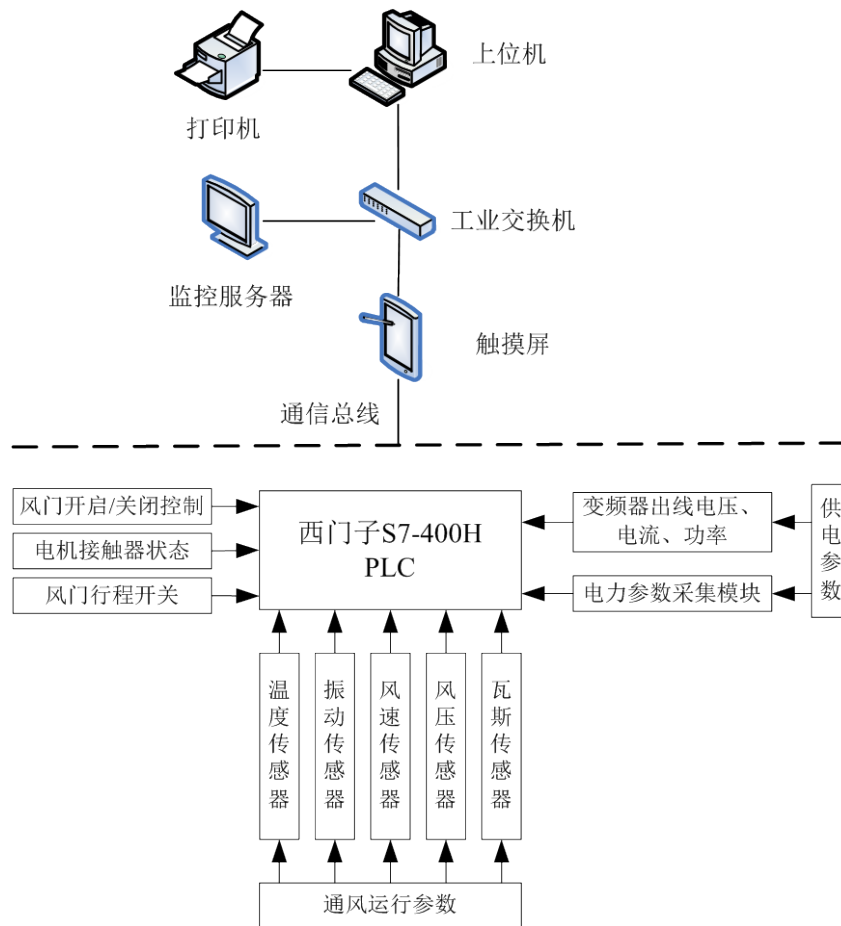 上位机
打印机
工业交换机
监控服务器
触摸屏
通信总线
风门开启/关闭控制
电机接触器状态
风门行程开关
西门子S7-400H
PLC
变频器出线电压、
电流、功率
电力参数采集模块
供电参数
温度传感器
振动传感器
风速传感器
风压传感器
瓦斯传感器
通风运行参数